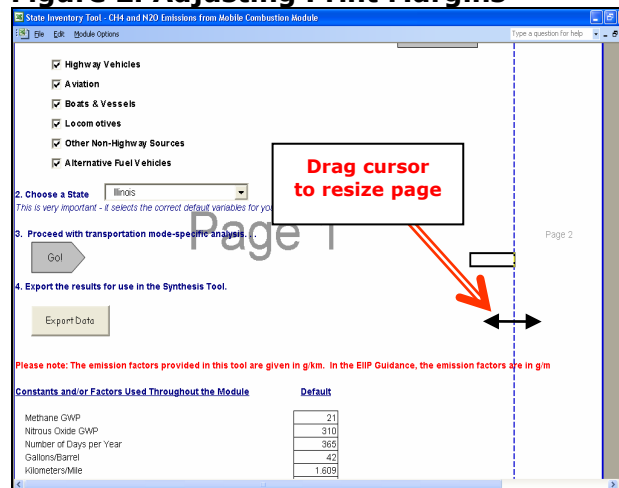 Figure 2. Adjusting Print Margins
State Inventory Tool - CH4 and N2O Emissions from Mobile Combustion Module
File Edit Module Options
Type a question for help
Highway Vehicles
Aviation
Boats & Vessels
Locomotives
Other Non-Highway Sources
Alternative Fuel Vehicles
Drag cursor
to resize page
2. Choose a State Illinois
This is very important - it selects the correct default variables for you
Page 1
3. Proceed with transportation mode-specific analysis. . .
Page 2
Go!
4. Export the results for use in the Synthesis Tool.
Export Data
Please note: The emission factors provided in this tool are given in g/km. In the EIIP Guidance, the emission factors are in g/m
Constants and/or Factors Used Throughout the Module Default
Methane GWP 21
Nitrous Oxide GWP 310
Number of Days per Year 365
Gallons/Barrel 42
Kilometers/Mile 1.609